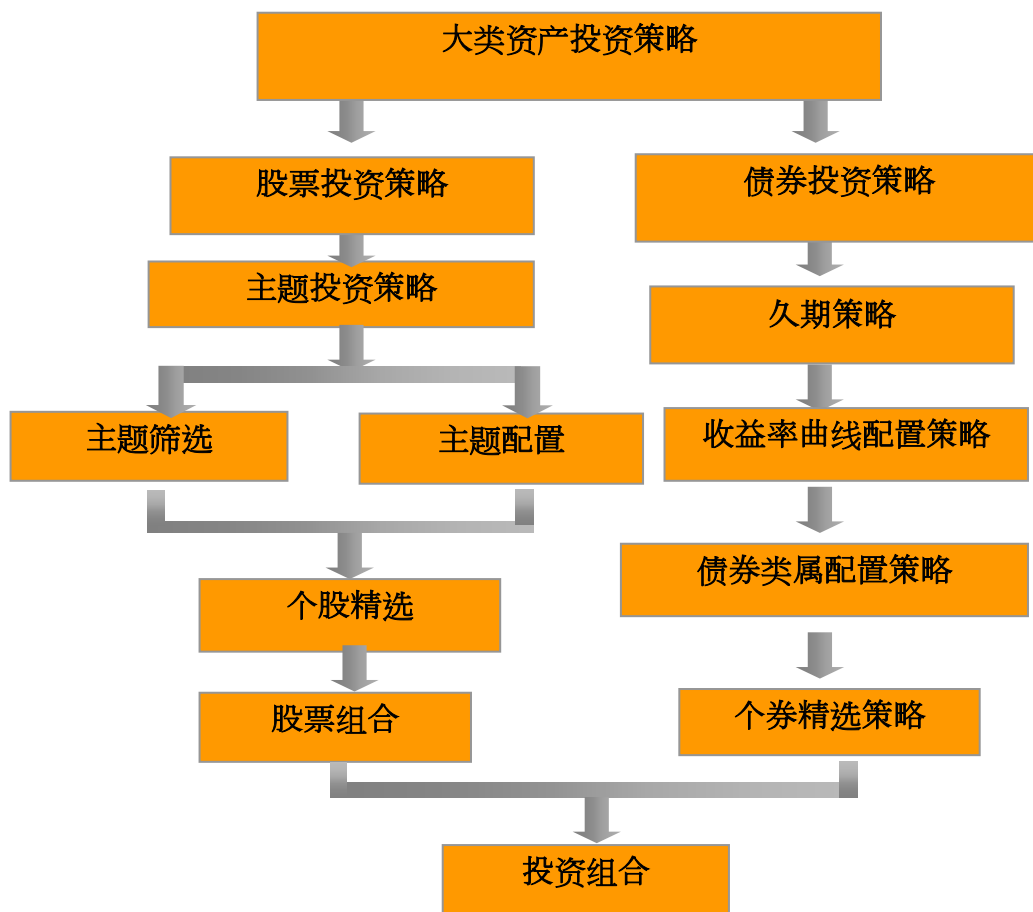 大类资产投资策略
股票投资策略
债券投资策略
主题投资策略
久期策略
主题筛选
主题配置
收益率曲线配置策略
债券类属配置策略
个股精选
股票组合
个券精选策略
投资组合